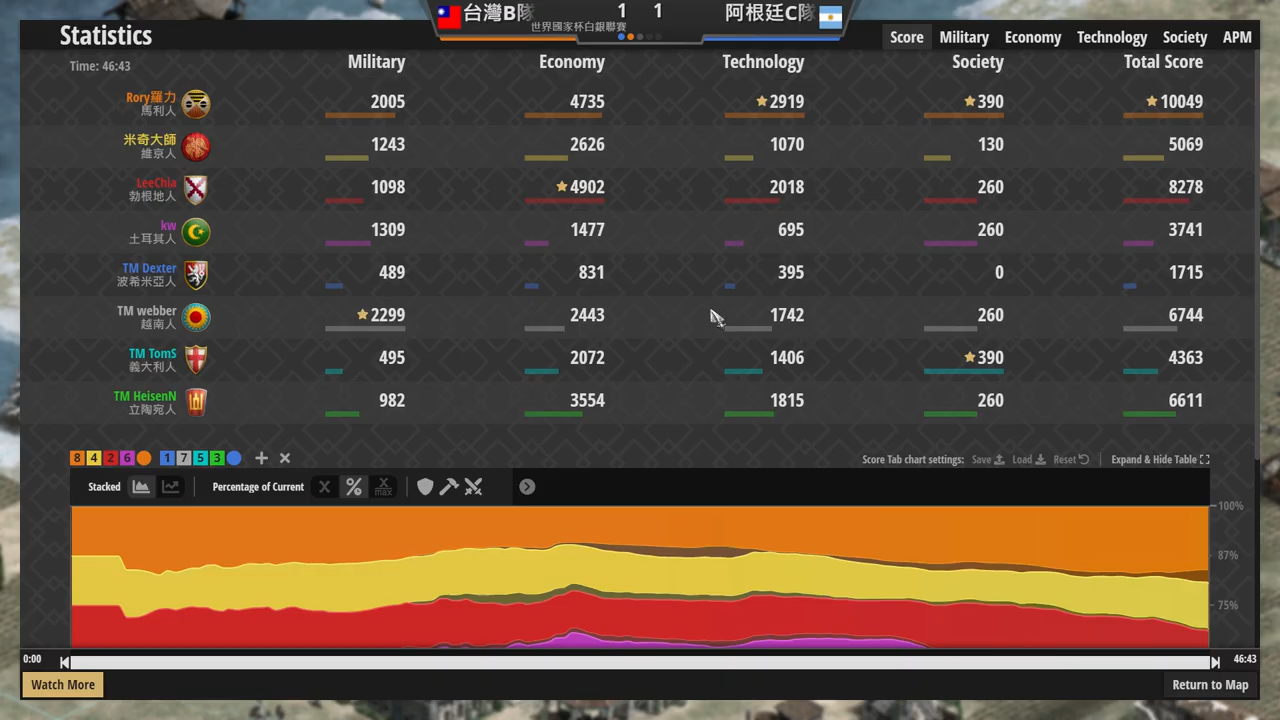 台灣B隊 1 1 阿根廷C隊
世界國家杯白銀聯賽
Statistics
Score Military Economy Technology Society APM
Time: 46:43
Military Economy Technology Society Total Score
Rory羅力
馬利人
2005 4735 2919 390 10049
米奇大師
維京人
1243 2626 1070 130 5069
LeeChia
勃根地人
1098 4902 2018 260 8278
kw
土耳其人
1309 1477 695 260 3741
TM Dexter
波希米亞人
489 831 395 0 1715
TM webber
越南人
2299 2443 1742 260 6744
TM TomS
義大利人
495 2072 1406 390 4363
TM HeisenN
立陶宛人
982 3554 1815 260 6611
8 4 2 6 1 7 5 3
Score Tab chart settings: Save Load Reset Expand & Hide Table
Stacked Percentage of Current X % X max
100%
87%
75%
0:00 46:43
Watch More Return to Map